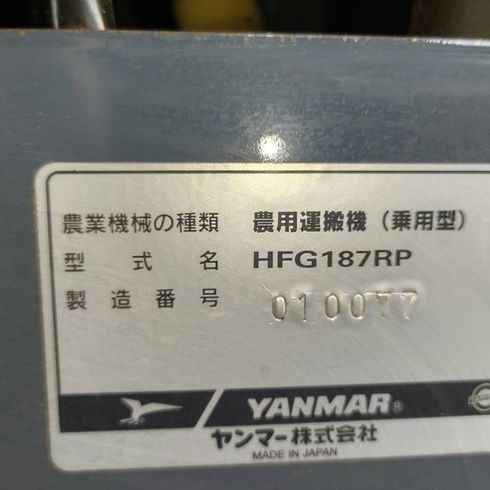 農業機械の種類 農用運搬機（乗用型）
型式名 HFG187RP
製造番号 010077
YANMAR®
ヤンマー株式会社
MADE IN JAPAN